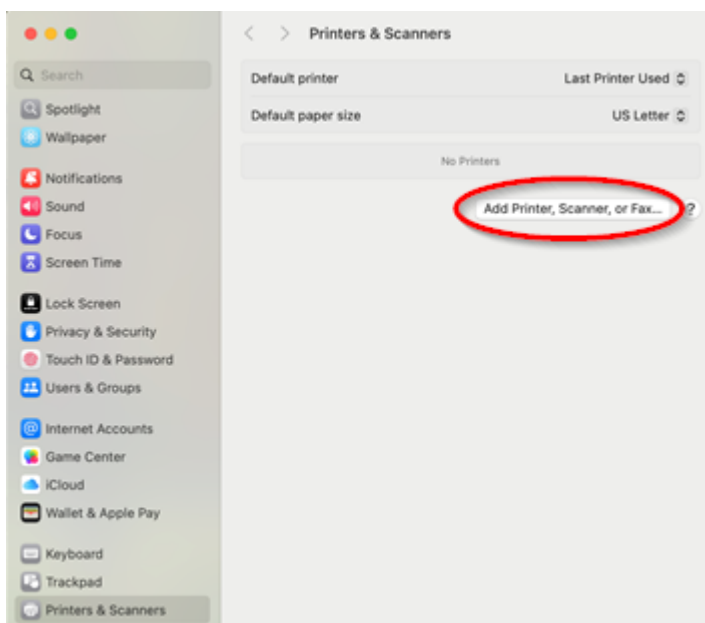 Printers & Scanners
Search
Spotlight
Wallpaper
Notifications
Sound
Focus
Screen Time
Lock Screen
Privacy & Security
Touch ID & Password
Users & Groups
Internet Accounts
Game Center
iCloud
Wallet & Apple Pay
Keyboard
Trackpad
Printers & Scanners
Default printer Last Printer Used
Default paper size US Letter
No Printers
Add Printer, Scanner, or Fax... ?